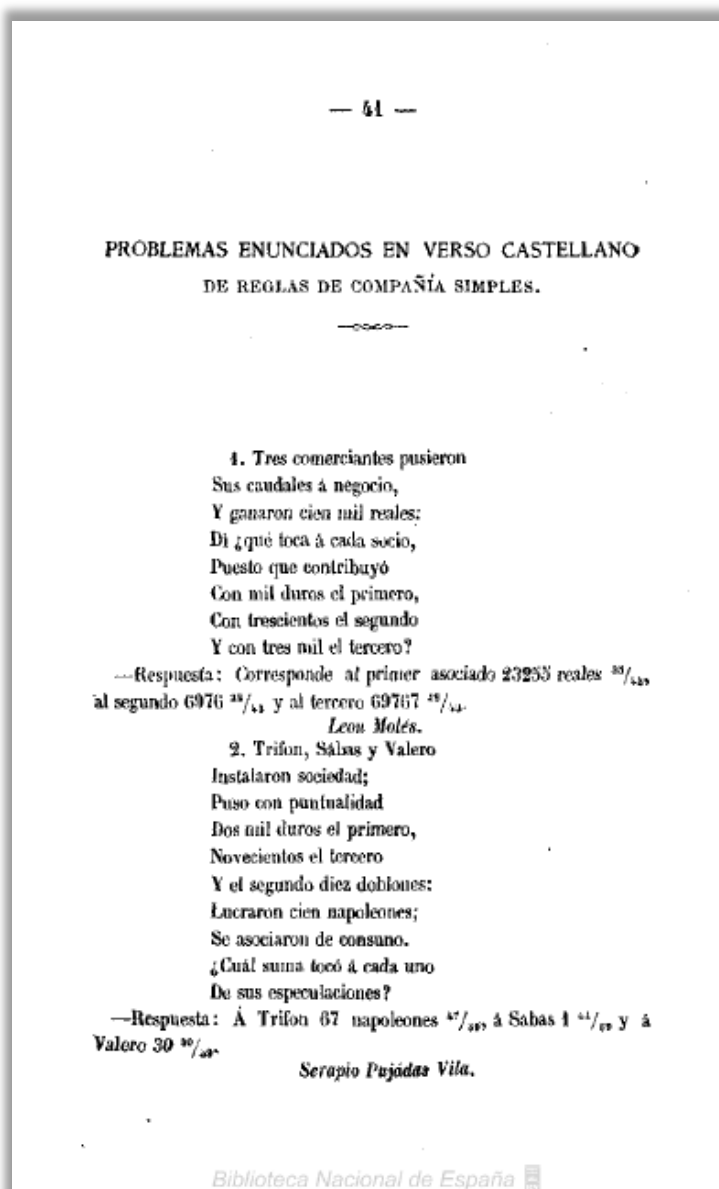 — 41 —
PROBLEMAS ENUNCIADOS EN VERSO CASTELLANO
DE REGLAS DE COMPAÑÍA SIMPLES.
1. Tres comerciantes pusieron
Sus caudales á negocio,
Y ganaron cien mil reales:
Di ¿qué toca à cada socio,
Puesto que contribuyó
Con mil duros el primero,
Con trescientos el segundo
Y con tres mil el tercero?
—Respuesta: Corresponde al primer asociado 23255 reales
al segundo 6976 y al tercero 69767
Leon Molés.
2. Trifon, Sábas y Valero
Instalaron sociedad;
Puso con puntualidad
Dos mil duros el primero,
Novecientos el tercero
Y el segundo diez doblones:
Lucraron cien napoleones;
Se asociaron de consuno.
¿Cuál suma tocó á cada uno
De sus especulaciones?
—Respuesta: Á Trifon 67 napoleones á Sabas 1 y á
Valero 30
Serapio Pujádas Vila.
Biblioteca Nacional de España